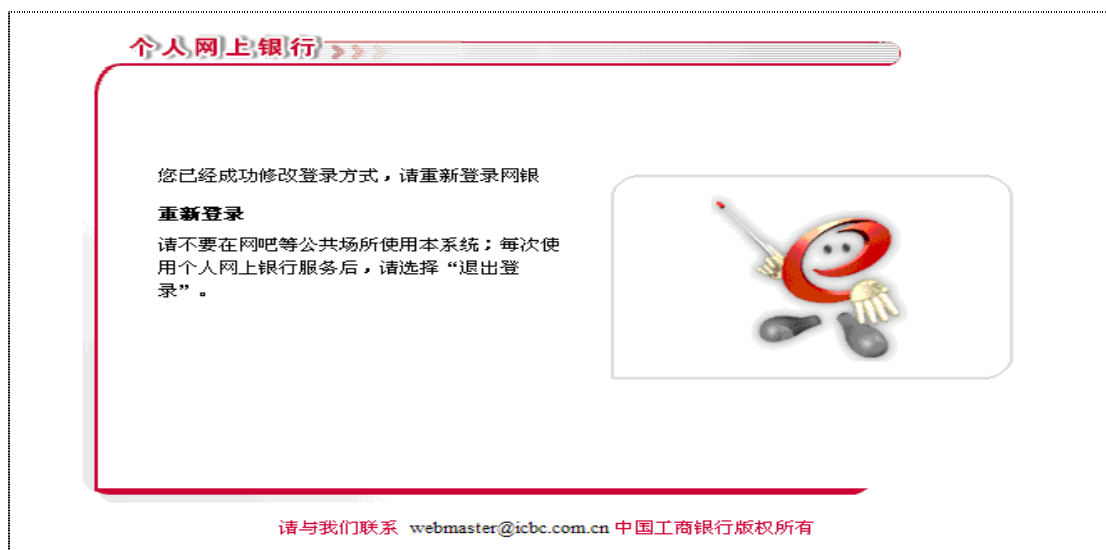 个人网上银行
您已经成功修改登录方式，请重新登录网银
重新登录
请不要在网吧等公共场所使用本系统；每次使
用个人网上银行服务后，请选择“退出登
录”。
请与我们联系 webmaster@icbc.com.cn 中国工商银行版权所有